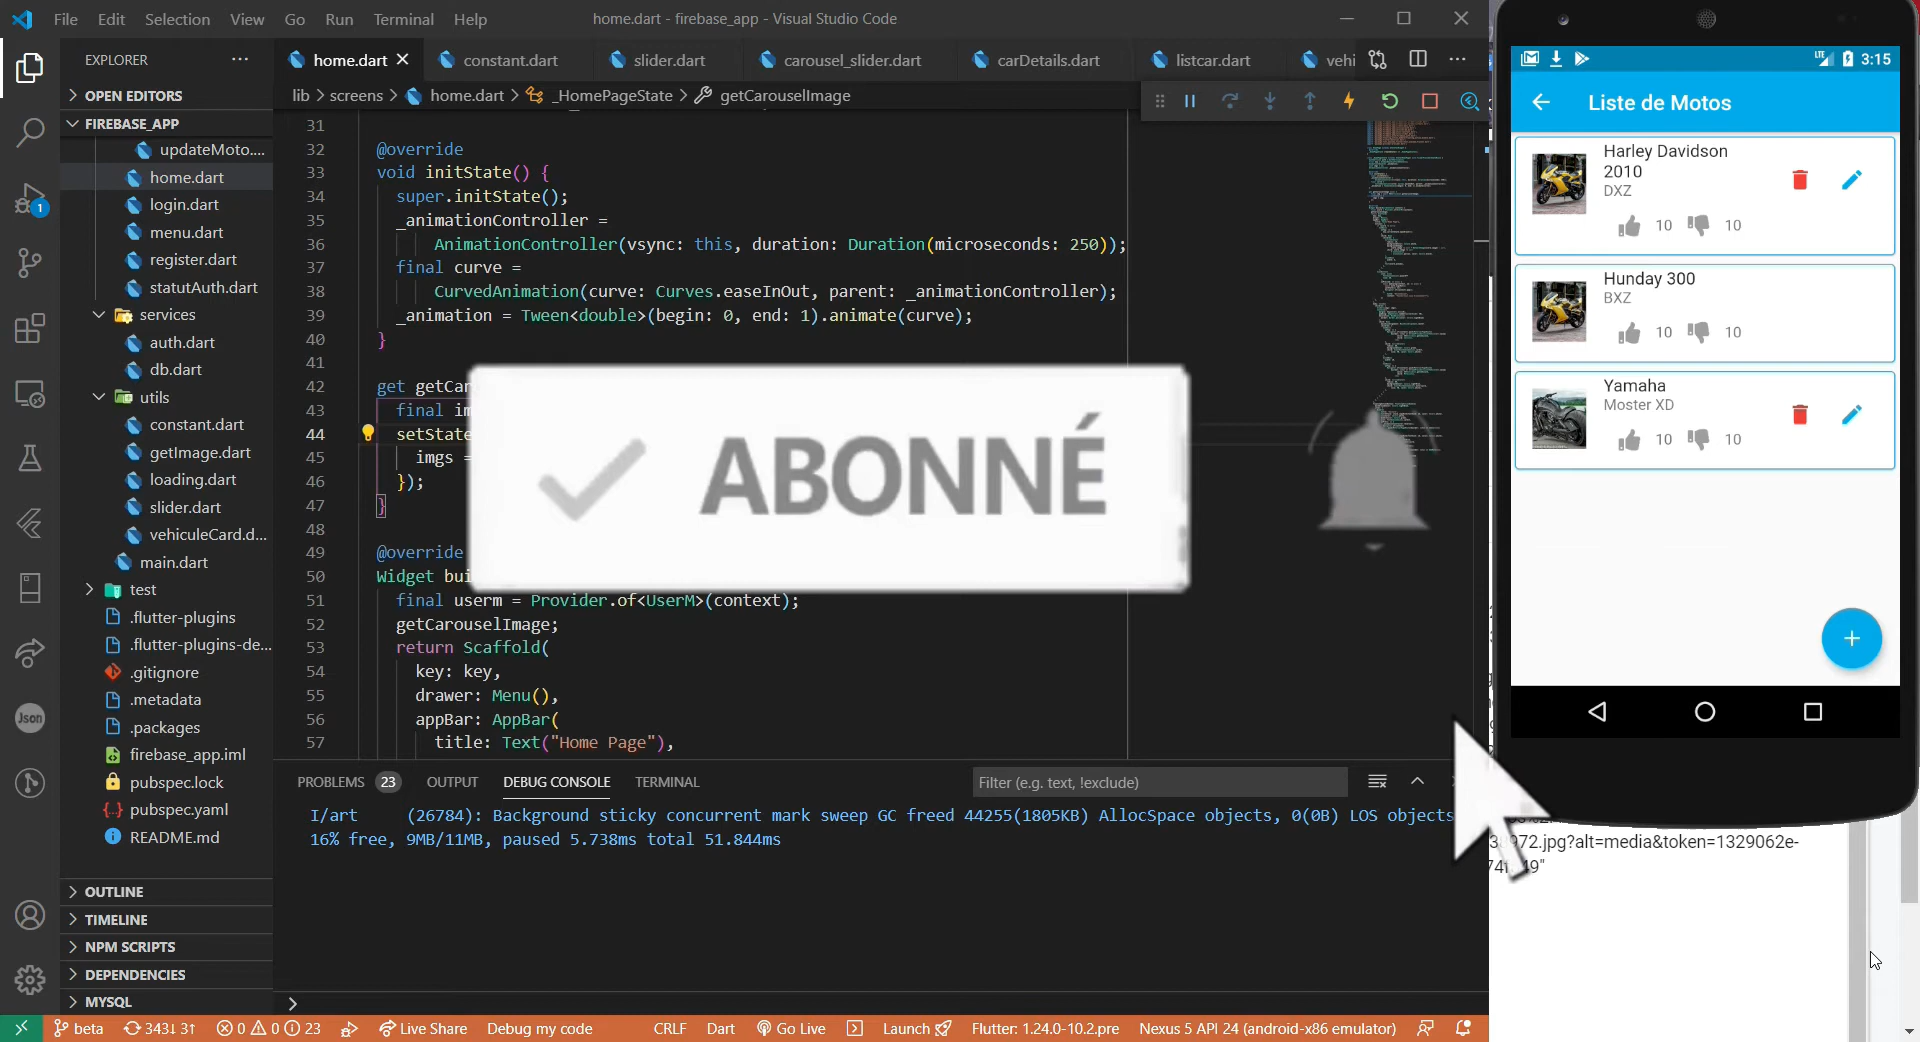 File Edit Selection View Go Run Terminal Help
home.dart - firebase_app - Visual Studio Code
EXPLORER
OPEN EDITORS
FIREBASE_APP
updateMoto....
home.dart
login.dart
menu.dart
register.dart
statutAuth.dart
services
auth.dart
db.dart
utils
constant.dart
getImage.dart
loading.dart
slider.dart
vehiculeCard.d...
main.dart
test
.flutter-plugins
.flutter-plugins-de...
.gitignore
.metadata
.packages
firebase_app.iml
pubspec.lock
pubspec.yaml
README.md
OUTLINE
TIMELINE
NPM SCRIPTS
DEPENDENCIES
MYSQL
1
Json
home.dart constant.dart slider.dart carousel_slider.dart carDetails.dart listcar.dart vehi
lib > screens > home.dart > _HomePageState > getCarouselImage
31
32 @override
33 void initState() {
34 super.initState();
35 _animationController =
36 AnimationController(vsync: this, duration: Duration(microseconds: 250));
37 final curve =
38 CurvedAnimation(curve: Curves.easeInOut, parent: _animationController);
39 _animation = Tween<double>(begin: 0, end: 1).animate(curve);
40 }
41
42 get getCar
43 final im
44 setState
45 imgs =
46 });
47 }
48
49 @override
50 Widget bui
51 final userm = Provider.of<UserM>(context);
52 getCarouselImage;
53 return Scaffold(
54 key: key,
55 drawer: Menu(),
56 appBar: AppBar(
57 title: Text("Home Page"),
ABONNÉ
PROBLEMS 23 OUTPUT DEBUG CONSOLE TERMINAL
Filter (e.g. text, !exclude)
I/art (26784): Background sticky concurrent mark sweep GC freed 44255(1805KB) AllocSpace objects, 0(0B) LOS objects
16% free, 9MB/11MB, paused 5.738ms total 51.844ms
beta 343↓ 3↑ 0 0 23 Live Share Debug my code
CRLF Dart Go Live Launch Flutter: 1.24.0-10.2.pre Nexus 5 API 24 (android-x86 emulator)
LTE 3:15
Liste de Motos
Harley Davidson
2010
DXZ
10 10
Hunday 300
BXZ
10 10
Yamaha
Moster XD
10 10
972.jpg?alt=media&token=1329062e-